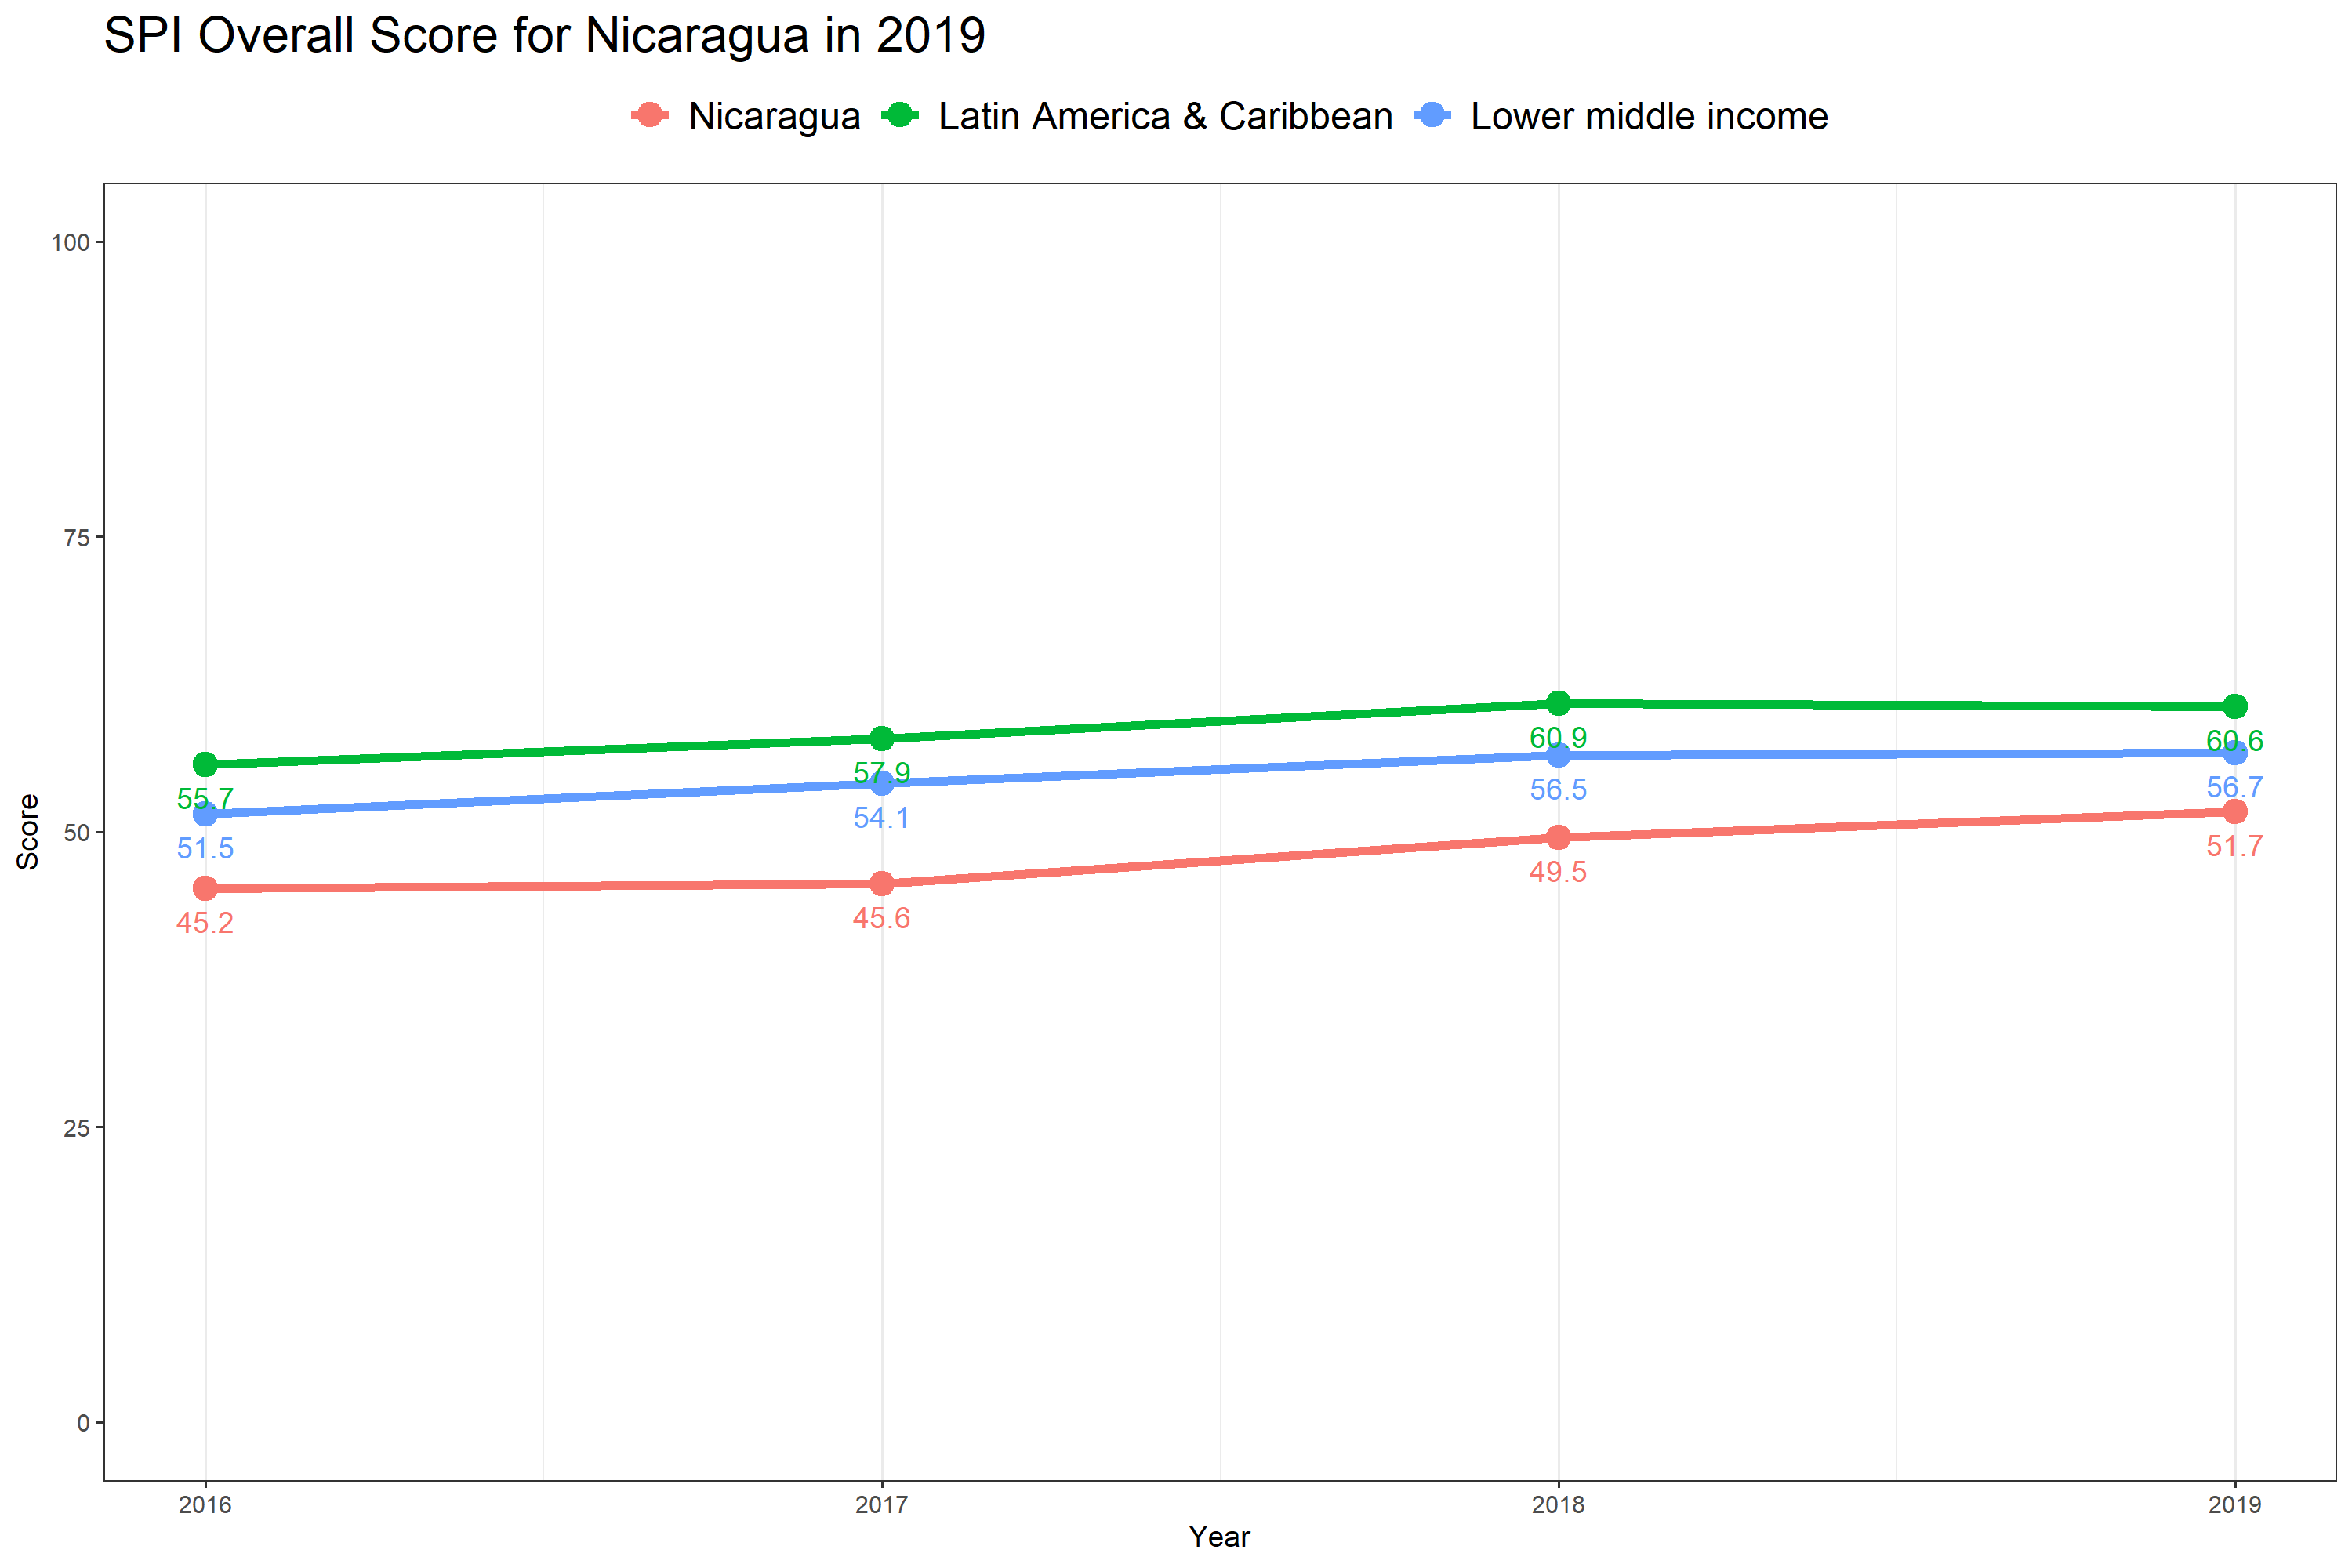 SPI Overall Score for Nicaragua in 2019
Nicaragua Latin America & Caribbean Lower middle income
Score
100
75
50
25
0
55.7 57.9 60.9 60.6
51.5 54.1 56.5 56.7
45.2 45.6 49.5 51.7
2016 2017 2018 2019
Year